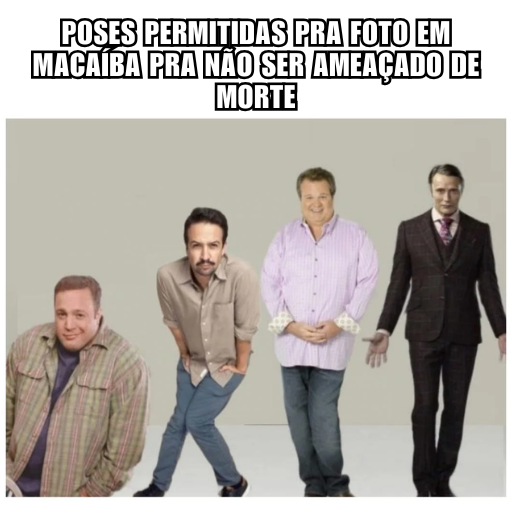 POSES PERMITIDAS PRA FOTO EM
MACAÍBA PRA NÃO SER AMEAÇADO DE
MORTE